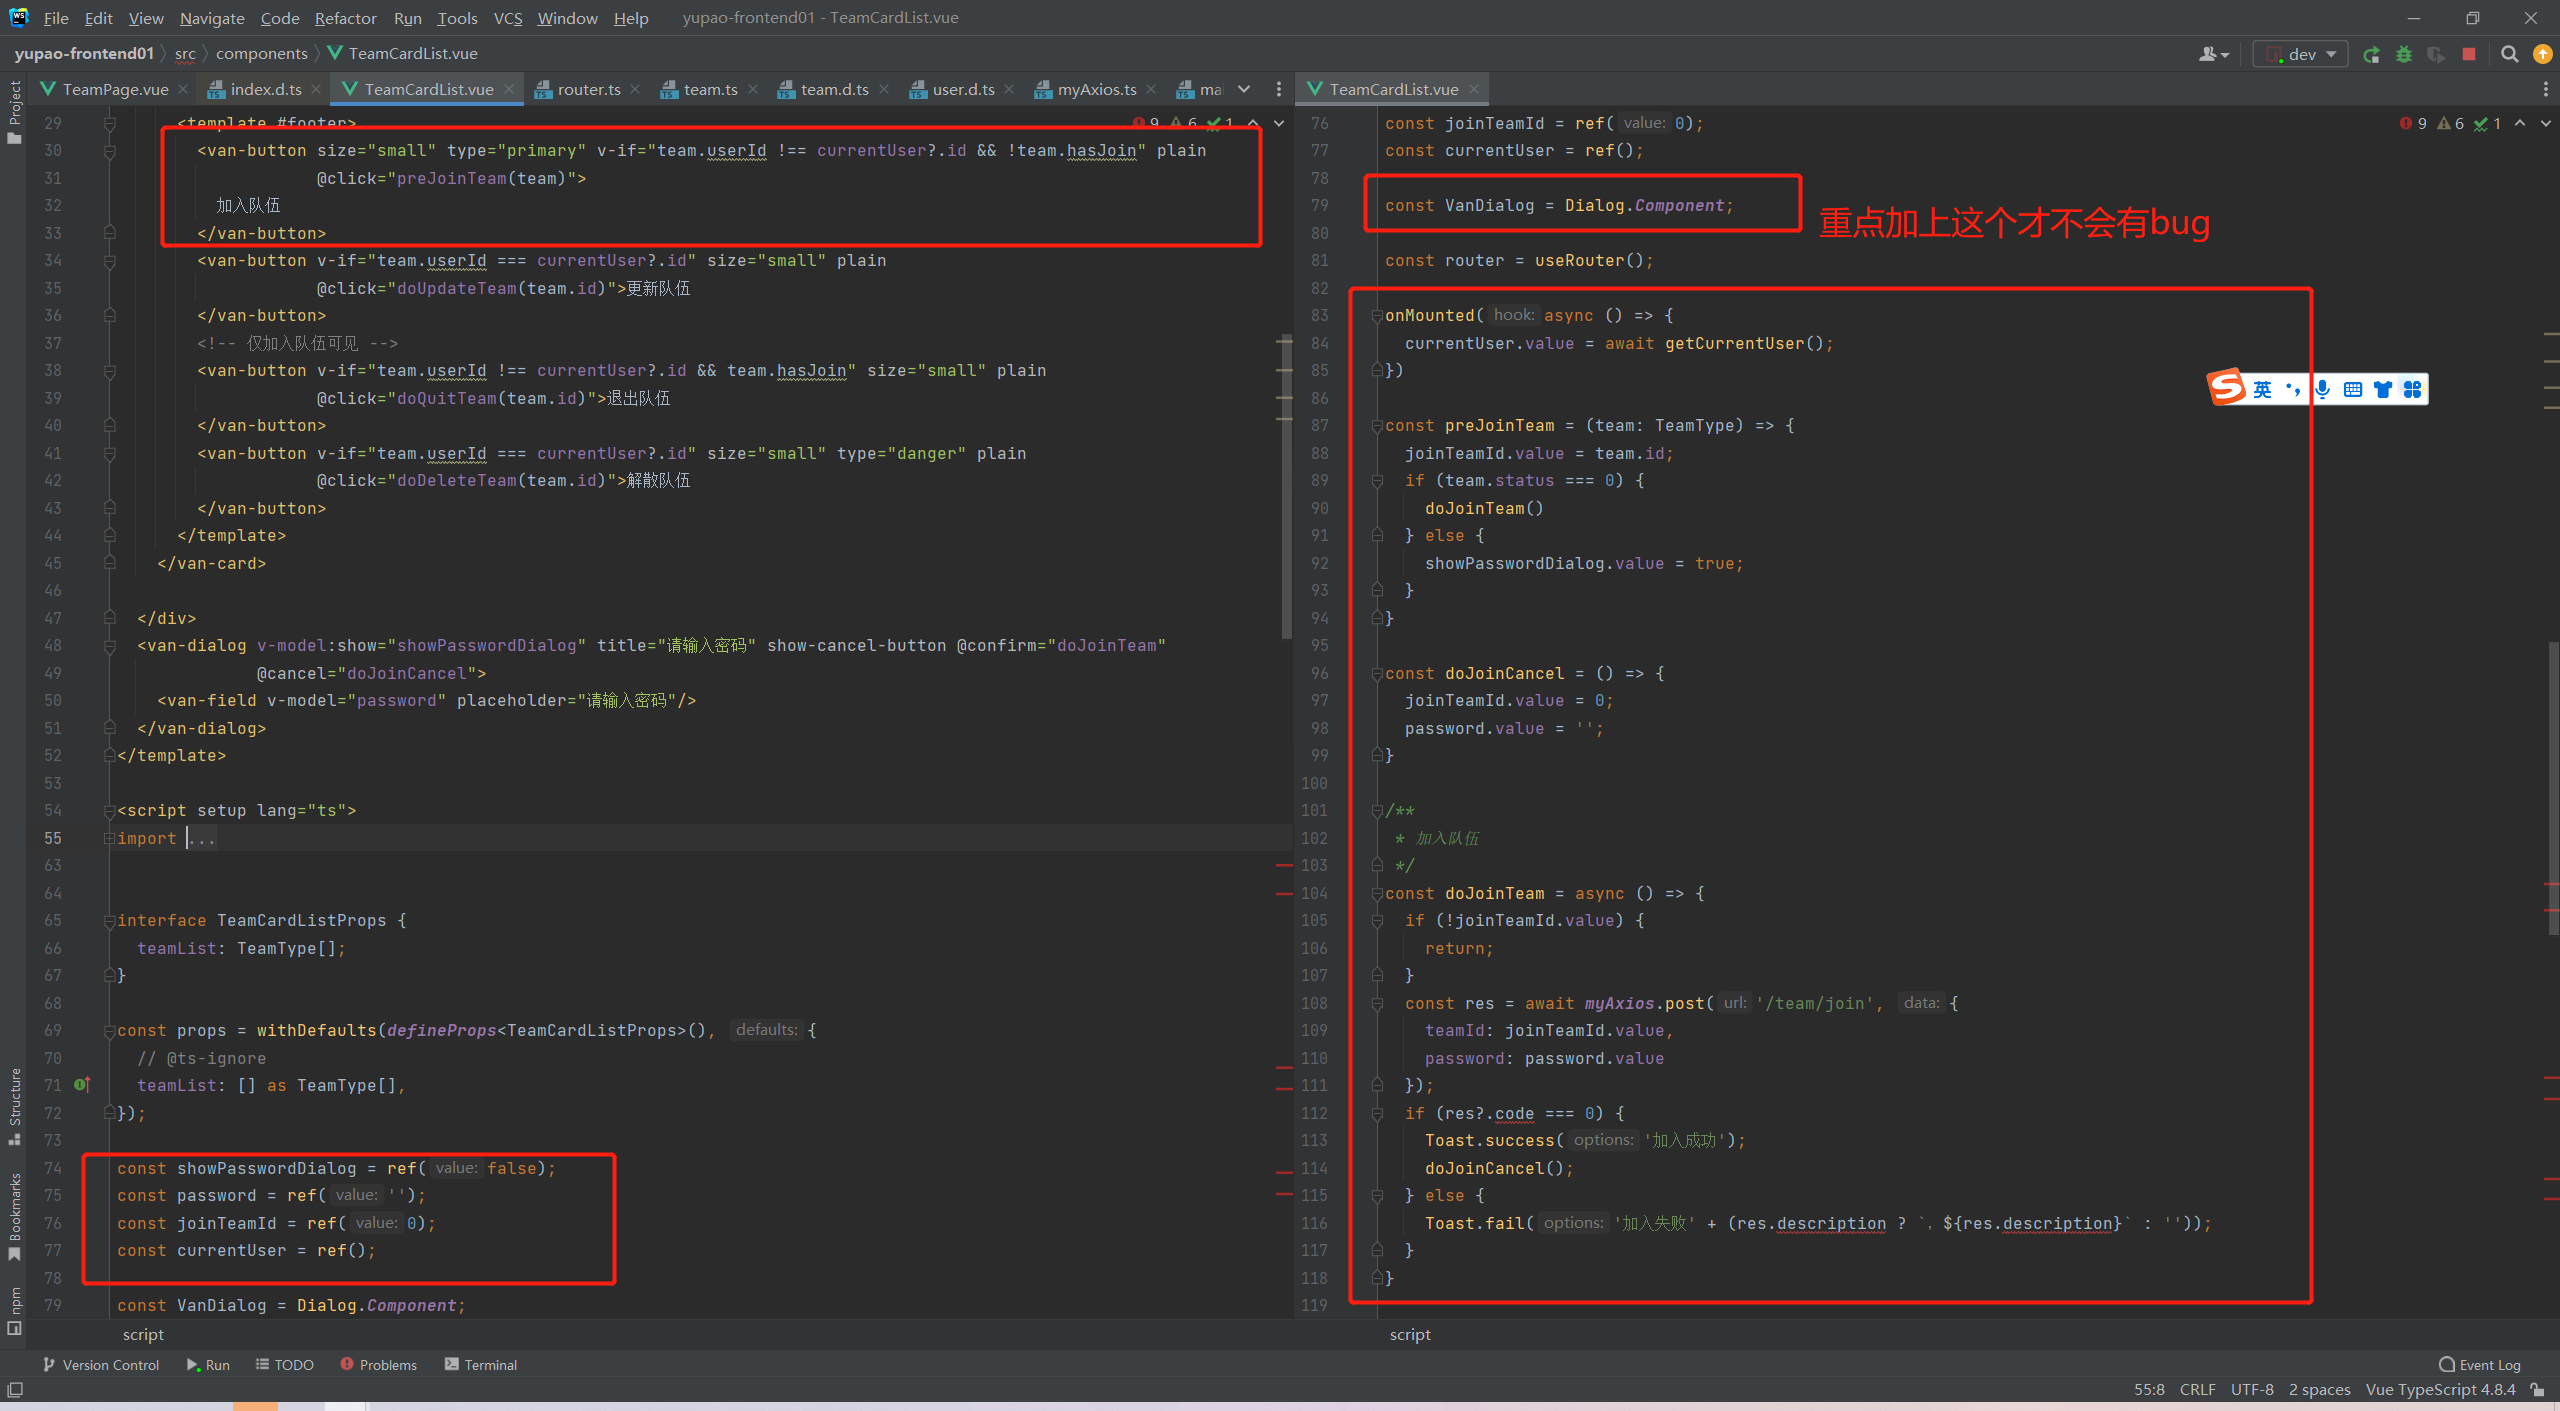 File Edit View Navigate Code Refactor Run Tools VCS Window Help yupao-frontend01 - TeamCardList.vue
yupao-frontend01 src components TeamCardList.vue
dev
TeamPage.vue index.d.ts TeamCardList.vue router.ts team.ts team.d.ts user.d.ts myAxios.ts mai
TeamCardList.vue
Project
9 6 1
29 <template #footer>
30 <van-button size="small" type="primary" v-if="team.userId !== currentUser?.id && !team.hasJoin" plain
31 @click="preJoinTeam(team)">
32 加入队伍
33 </van-button>
34 <van-button v-if="team.userId === currentUser?.id" size="small" plain
35 @click="doUpdateTeam(team.id)">更新队伍
36 </van-button>
37 <!-- 仅加入队伍可见 -->
38 <van-button v-if="team.userId !== currentUser?.id && team.hasJoin" size="small" plain
39 @click="doQuitTeam(team.id)">退出队伍
40 </van-button>
41 <van-button v-if="team.userId === currentUser?.id" size="small" type="danger" plain
42 @click="doDeleteTeam(team.id)">解散队伍
43 </van-button>
44 </template>
45 </van-card>
46
47 </div>
48 <van-dialog v-model:show="showPasswordDialog" title="请输入密码" show-cancel-button @confirm="doJoinTeam"
49 @cancel="doJoinCancel">
50 <van-field v-model="password" placeholder="请输入密码"/>
51 </van-dialog>
52 </template>
53
54 <script setup lang="ts">
55 import ...
63
64
65 interface TeamCardListProps {
66 teamList: TeamType[];
67 }
68
69 const props = withDefaults(defineProps<TeamCardListProps>(), defaults: {
70 // @ts-ignore
71 teamList: [] as TeamType[],
72 });
73
74 const showPasswordDialog = ref( value: false);
75 const password = ref( value: '');
76 const joinTeamId = ref( value: 0);
77 const currentUser = ref();
78
79 const VanDialog = Dialog.Component;
script
9 6 1
76 const joinTeamId = ref( value: 0);
77 const currentUser = ref();
78
79 const VanDialog = Dialog.Component;
重点加上这个才不会有bug
80
81 const router = useRouter();
82
83 onMounted( hook: async () => {
84 currentUser.value = await getCurrentUser();
85 })
英
86
87 const preJoinTeam = (team: TeamType) => {
88 joinTeamId.value = team.id;
89 if (team.status === 0) {
90 doJoinTeam()
91 } else {
92 showPasswordDialog.value = true;
93 }
94 }
95
96 const doJoinCancel = () => {
97 joinTeamId.value = 0;
98 password.value = '';
99 }
100
101 /**
102 * 加入队伍
103 */
104 const doJoinTeam = async () => {
105 if (!joinTeamId.value) {
106 return;
107 }
108 const res = await myAxios.post( url: '/team/join', data: {
109 teamId: joinTeamId.value,
110 password: password.value
111 });
112 if (res?.code === 0) {
113 Toast.success( options: '加入成功');
114 doJoinCancel();
115 } else {
116 Toast.fail( options: '加入失败' + (res.description ? `，${res.description}` : ''));
117 }
118 }
119
script
Structure
Bookmarks
npm
Version Control Run TODO Problems Terminal Event Log
55:8 CRLF UTF-8 2 spaces Vue TypeScript 4.8.4